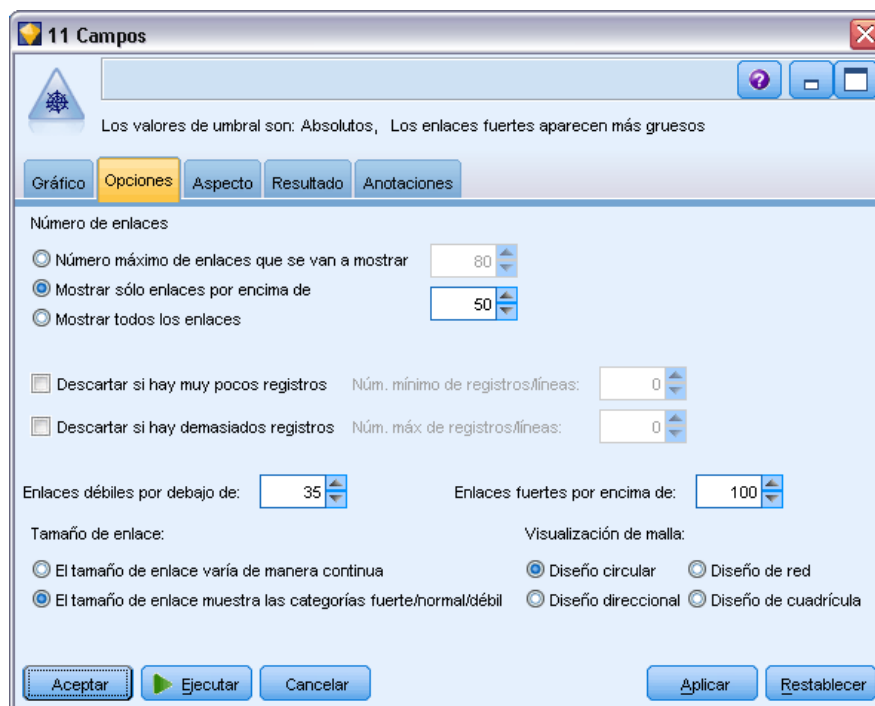 11 Campos
Los valores de umbral son: Absolutos, Los enlaces fuertes aparecen más gruesos
Gráfico Opciones Aspecto Resultado Anotaciones
Número de enlaces
Número máximo de enlaces que se van a mostrar 80
Mostrar sólo enlaces por encima de 50
Mostrar todos los enlaces
Descartar si hay muy pocos registros Núm. mínimo de registros/líneas: 0
Descartar si hay demasiados registros Núm. máx de registros/líneas: 0
Enlaces débiles por debajo de: 35 Enlaces fuertes por encima de: 100
Tamaño de enlace: Visualización de malla:
El tamaño de enlace varía de manera continua Diseño circular Diseño de red
El tamaño de enlace muestra las categorías fuerte/normal/débil Diseño direccional Diseño de cuadrícula
Aceptar Ejecutar Cancelar Aplicar Restablecer